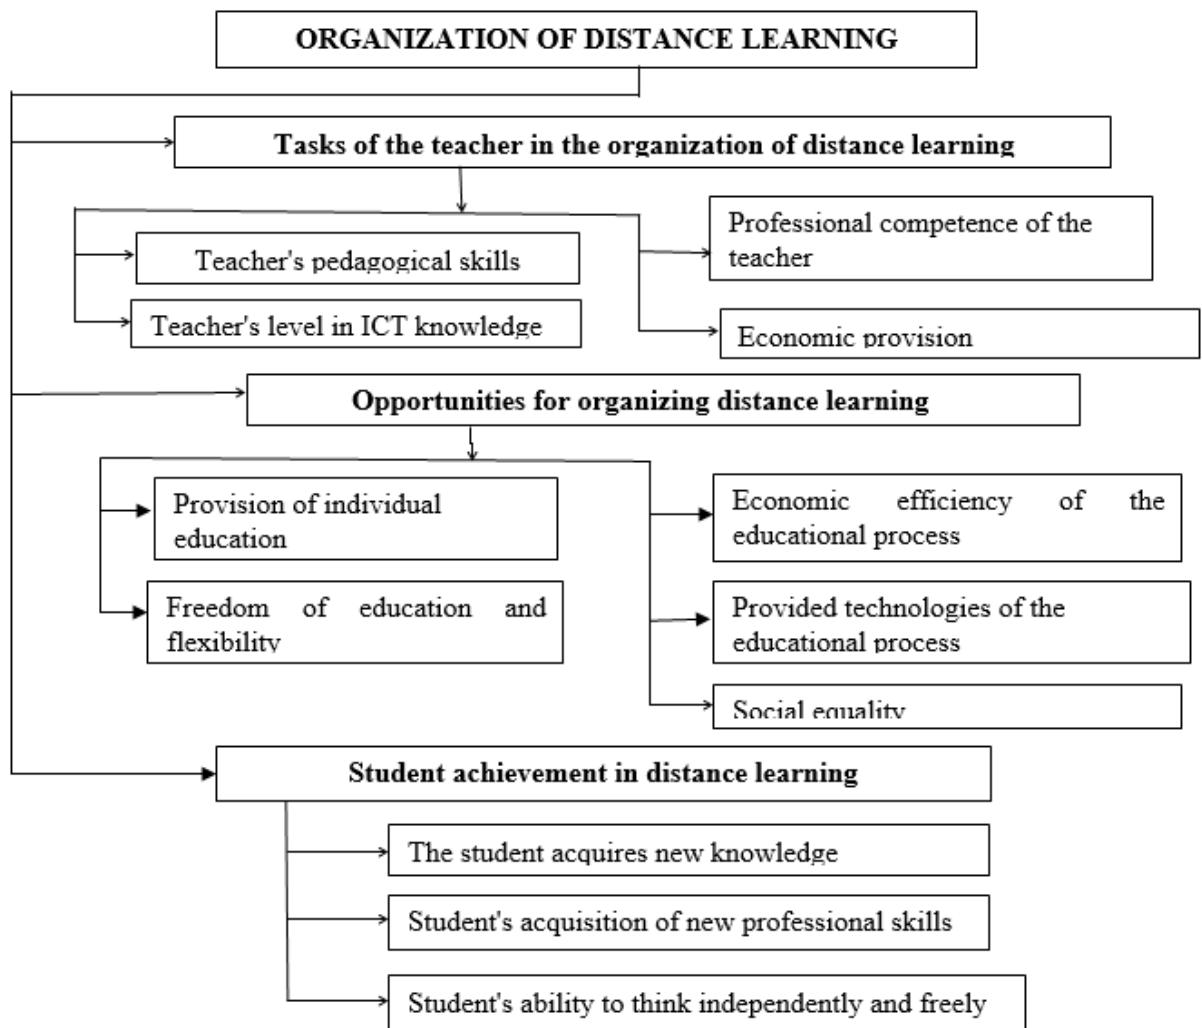 ORGANIZATION OF DISTANCE LEARNING
Tasks of the teacher in the organization of distance learning
Teacher's pedagogical skills
Teacher's level in ICT knowledge
Professional competence of the
teacher
Economic provision
Opportunities for organizing distance learning
Provision of individual
education
Freedom of education and
flexibility
Economic efficiency of the
educational process
Provided technologies of the
educational process
Social equality
Student achievement in distance learning
The student acquires new knowledge
Student's acquisition of new professional skills
Student's ability to think independently and freely